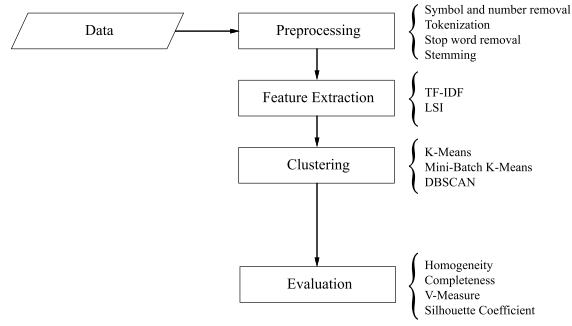 Data
Preprocessing
Symbol and number removal
Tokenization
Stop word removal
Stemming
Feature Extraction
TF-IDF
LSI
Clustering
K-Means
Mini-Batch K-Means
DBSCAN
Evaluation
Homogeneity
Completeness
V-Measure
Silhouette Coefficient